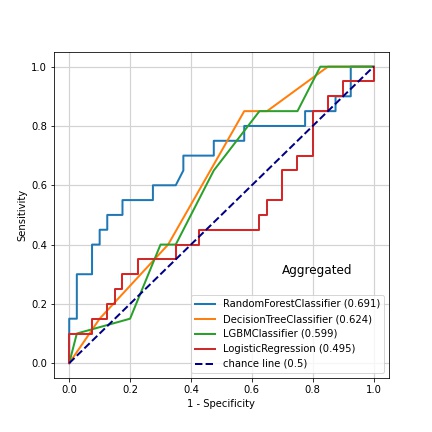 1.0
0.8
0.6
0.4
0.2
0.0
Sensitivity
Aggregated
RandomForestClassifier (0.691)
DecisionTreeClassifier (0.624)
LGBMClassifier (0.599)
LogisticRegression (0.495)
chance line (0.5)
0.0 0.2 0.4 0.6 0.8 1.0
1 - Specificity